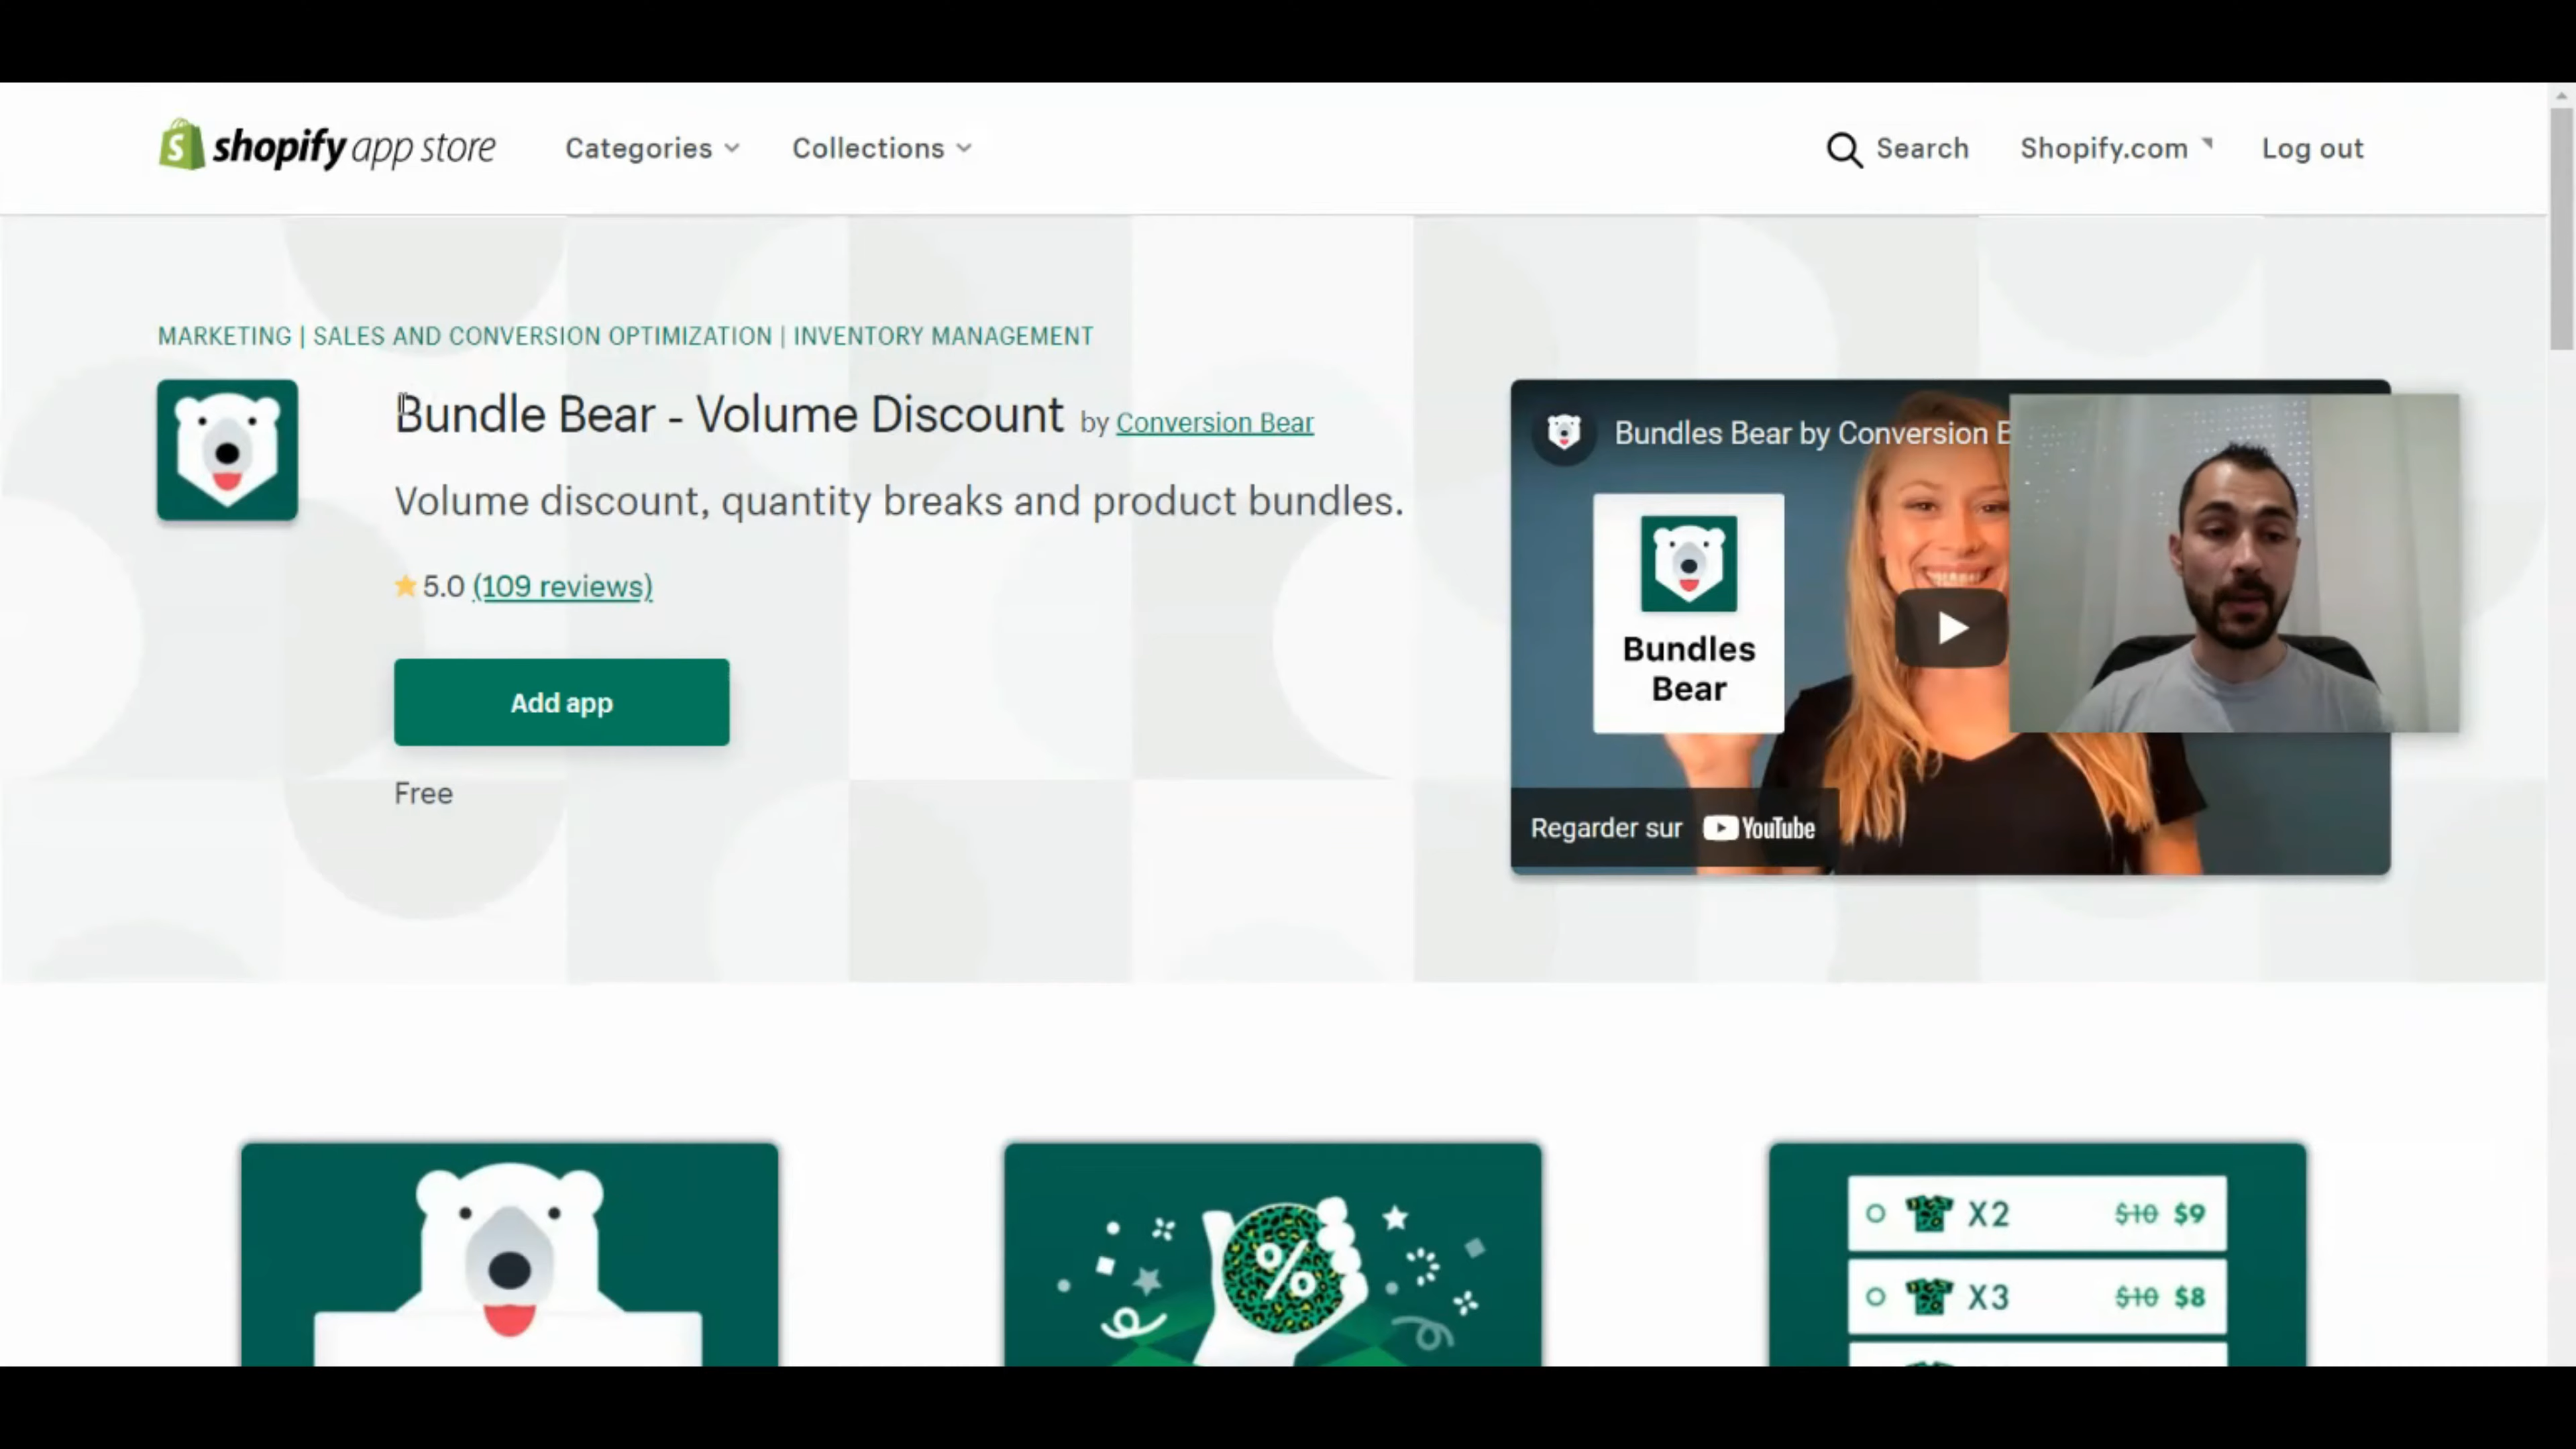 shopify app store
Categories
Collections
Search
Shopify.com
Log out
MARKETING | SALES AND CONVERSION OPTIMIZATION | INVENTORY MANAGEMENT
Bundle Bear - Volume Discount by Conversion Bear
Volume discount, quantity breaks and product bundles.
5.0 (109 reviews)
Add app
Free
Bundles Bear by Conversion
Bundles
Bear
Regarder sur YouTube
%
X2 $10 $9
X3 $10 $8